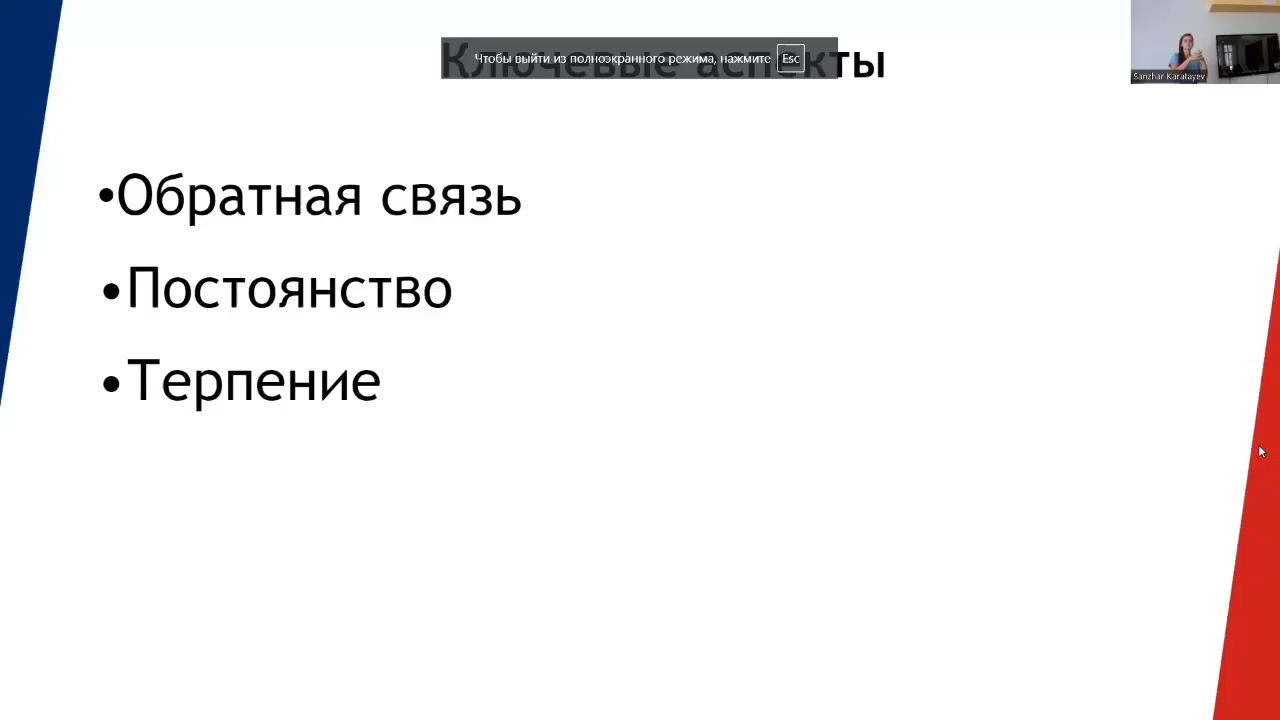 Ключевые аспекты
Чтобы выйти из полноэкранного режима, нажмите Esc
Sanzhar Karatayev
•Обратная связь
•Постоянство
•Терпение